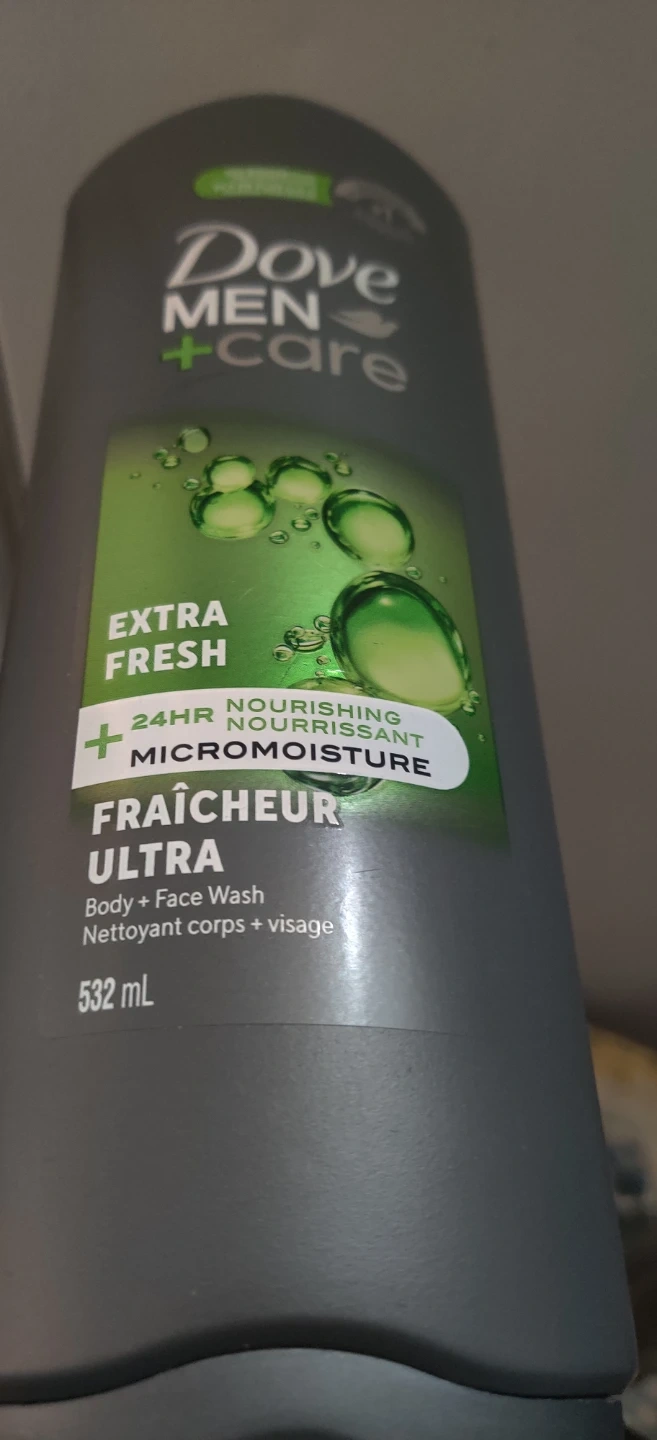 Dove
MEN
+care
EXTRA
FRESH
+ 24HR NOURISHING
NOURRISSANT
MICROMOISTURE
FRAÎCHEUR
ULTRA
Body + Face Wash
Nettoyant corps + visage
532 mL